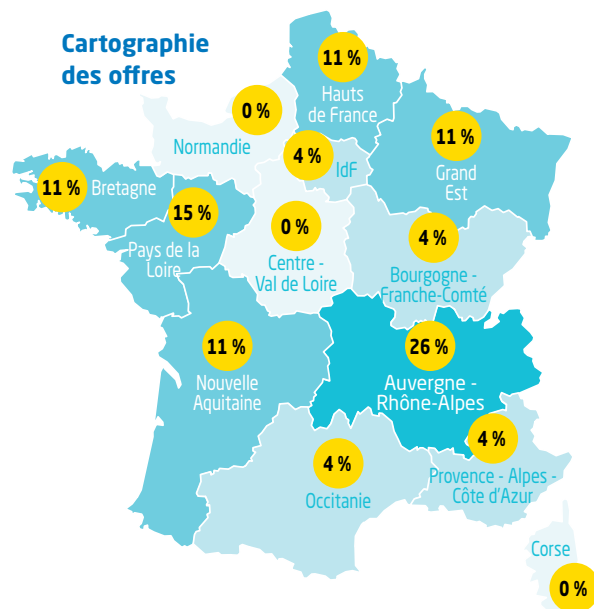 Cartographie
des offres
11 %
Hauts
de France
0 %
Normandie
4 %
IdF
11 %
Grand
Est
11 %
Bretagne
15 %
Pays de la
Loire
0 %
Centre -
Val de Loire
4 %
Bourgogne -
Franche-Comté
11 %
Nouvelle
Aquitaine
26 %
Auvergne -
Rhône-Alpes
4 %
Occitanie
4 %
Provence - Alpes -
Côte d'Azur
Corse
0 %